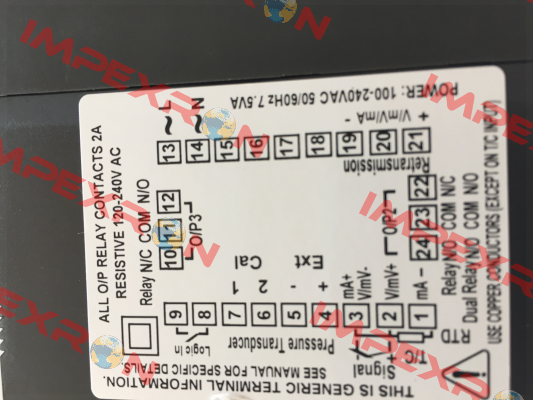 THIS IS GENERIC TERMINAL INFORMATION.
SEE MANUAL FOR SPECIFIC DETAILS
ALL O/P RELAY CONTACTS 2A
RESISTIVE 120-240V AC
Relay N/C COM N/O
10 11 12
O/P3
9 8 7 6 5 4 3 2 1
Logic In
Pressure Transducer
Signal
T/C
RTD
2 1
Cal
- +
Ext
mA+
V/mV-
V/mV+
mA -
13 14 15 16 17 18 19 20 21
~ L
~ N
- V/mV/mA +
Retransmission
O/P2
24 23 22
Relay N/O COM N/C
Dual Relay N/O COM N/O
POWER: 100-240VAC 50/60Hz 7.5VA
USE COPPER CONDUCTORS (EXCEPT ON T/C INPUT)
IMPEXRON
IMPEXRON
IMPEXRON